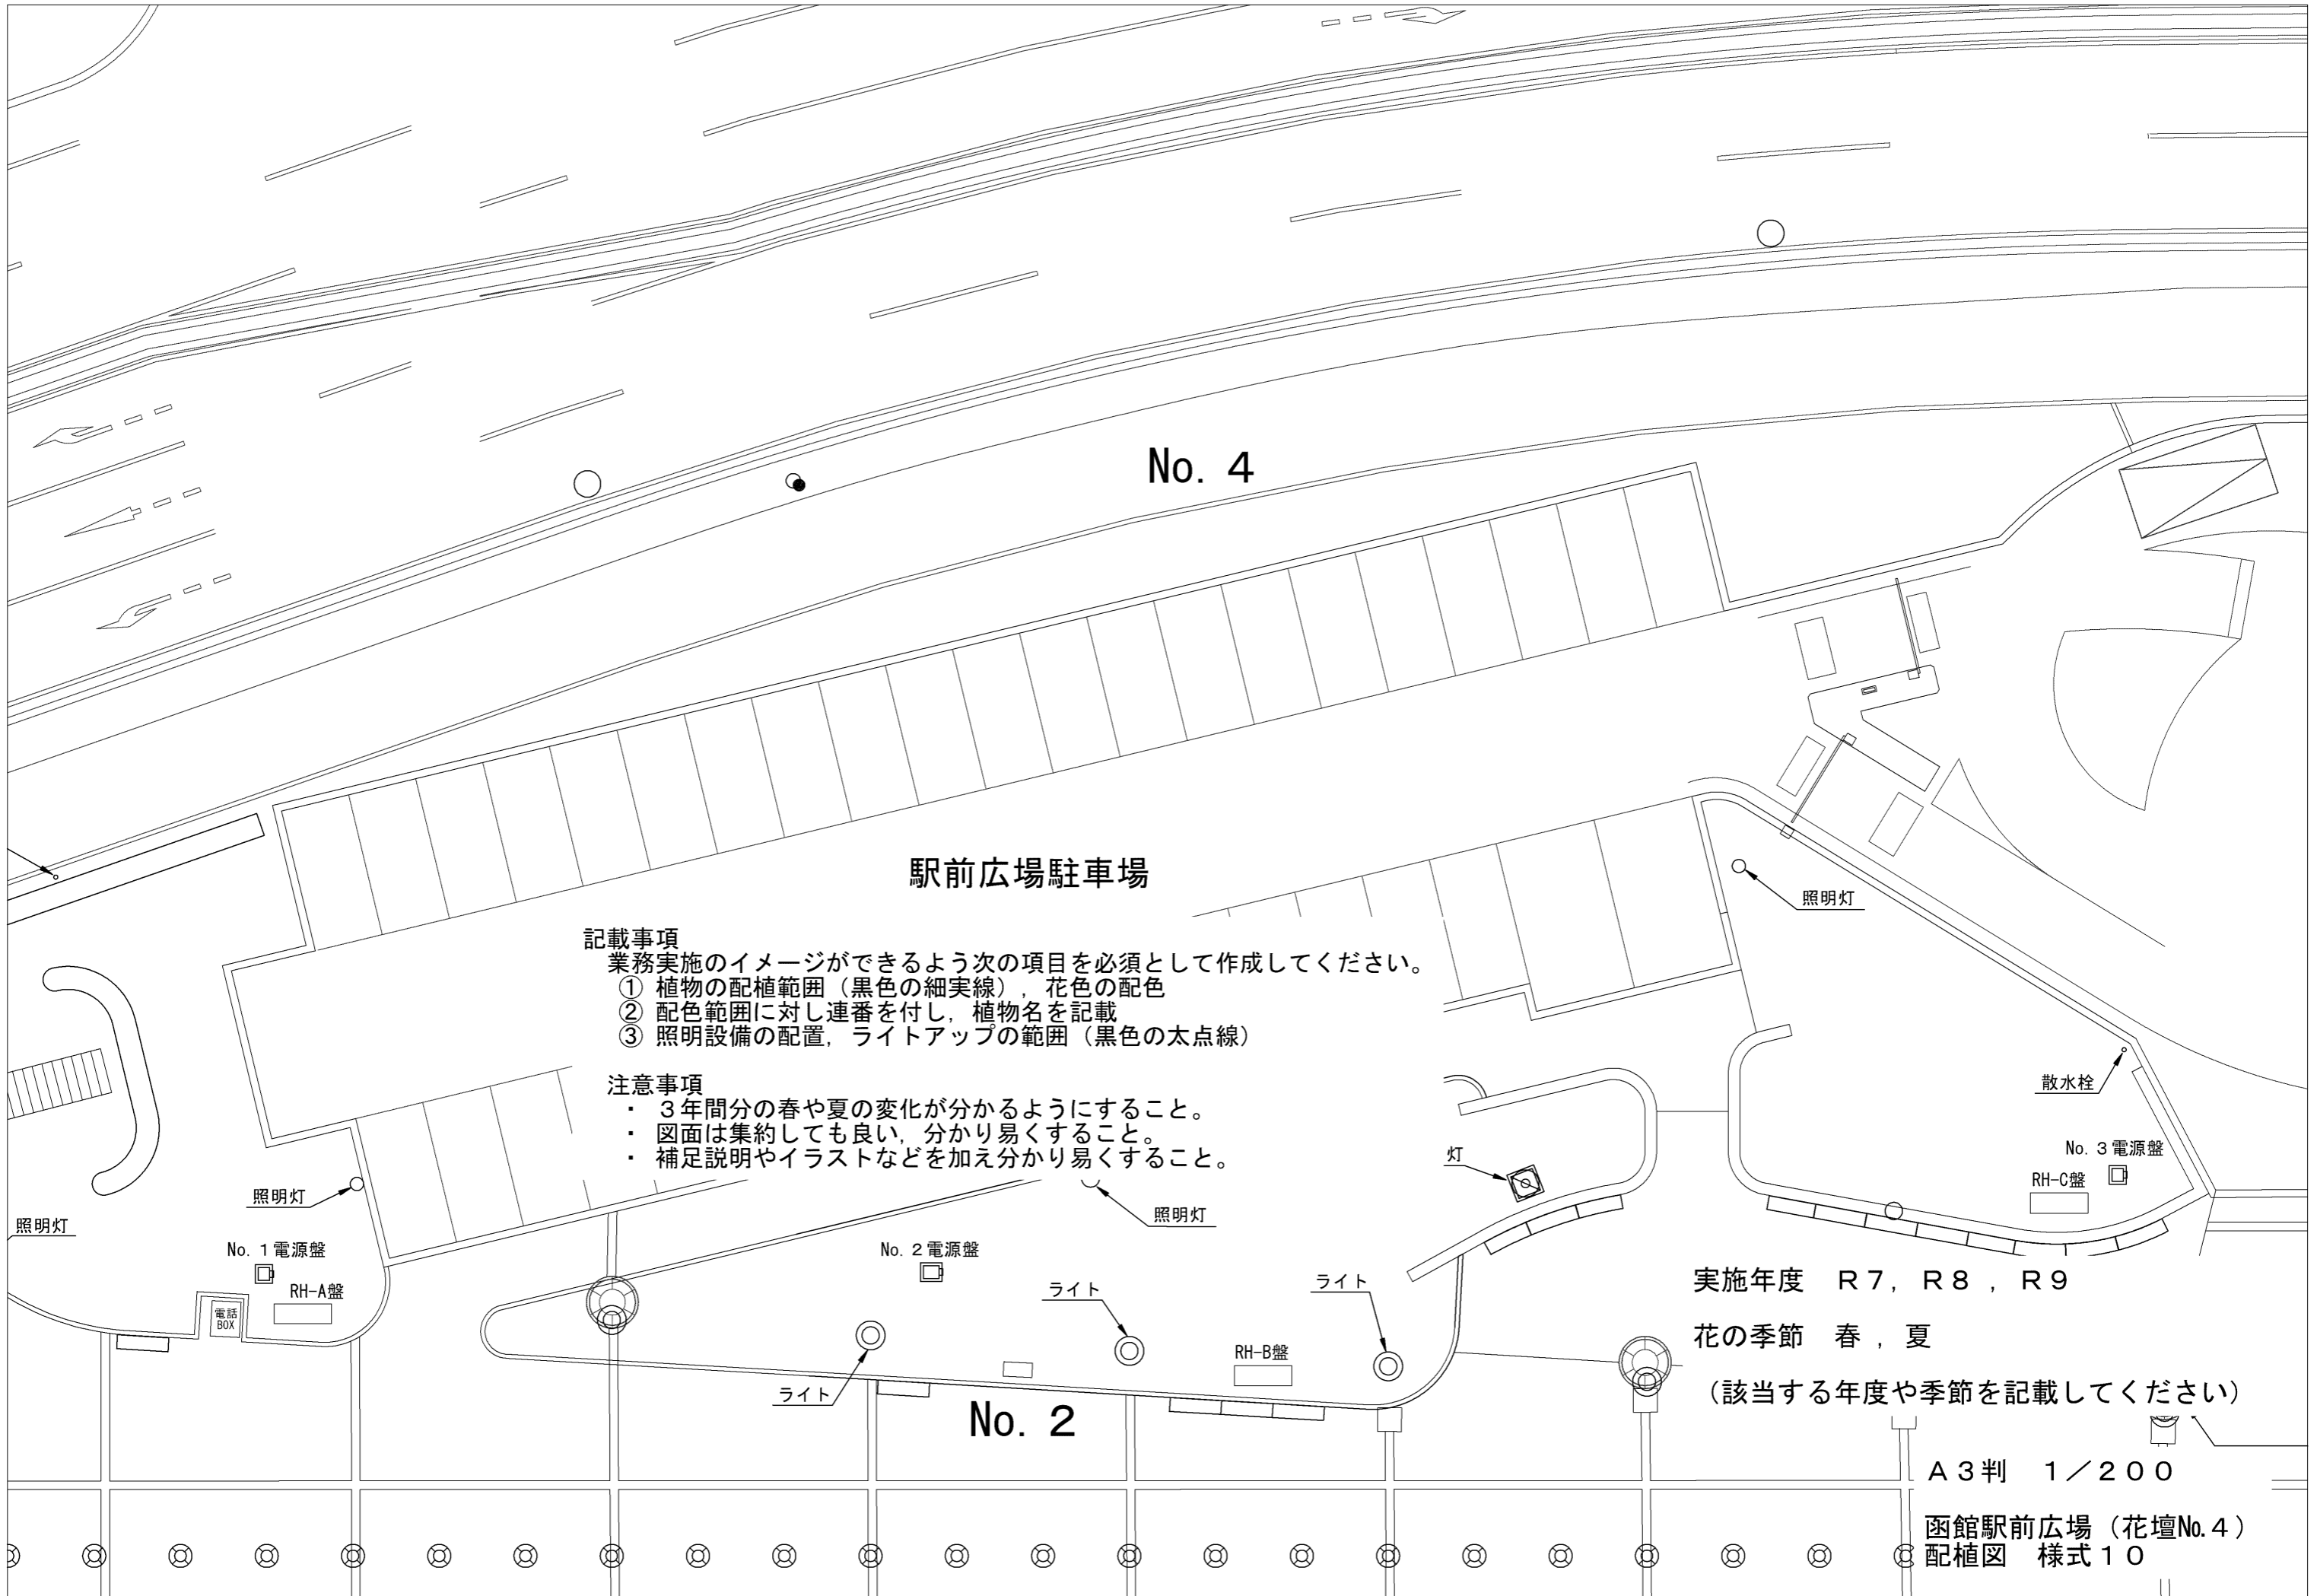 No. 4
駅前広場駐車場
照明灯
記載事項
業務実施のイメージができるよう次の項目を必須として作成してください。
① 植物の配植範囲（黒色の細実線），花色の配色
② 配色範囲に対し連番を付し，植物名を記載
③ 照明設備の配置，ライトアップの範囲（黒色の太点線）
注意事項
・ ３年間分の春や夏の変化が分かるようにすること。
・ 図面は集約しても良い，分かり易くすること。
・ 補足説明やイラストなどを加え分かり易くすること。
散水栓
灯
No. 3電源盤
RH-C盤
照明灯
照明灯
照明灯
No. 1電源盤
RH-A盤
電話
BOX
No. 2電源盤
ライト
ライト
RH-B盤
ライト
No. 2
実施年度　Ｒ７，Ｒ８，Ｒ９
花の季節　春，夏
（該当する年度や季節を記載してください）
Ａ３判　１／２００
函館駅前広場（花壇No.４）
配植図　様式１０